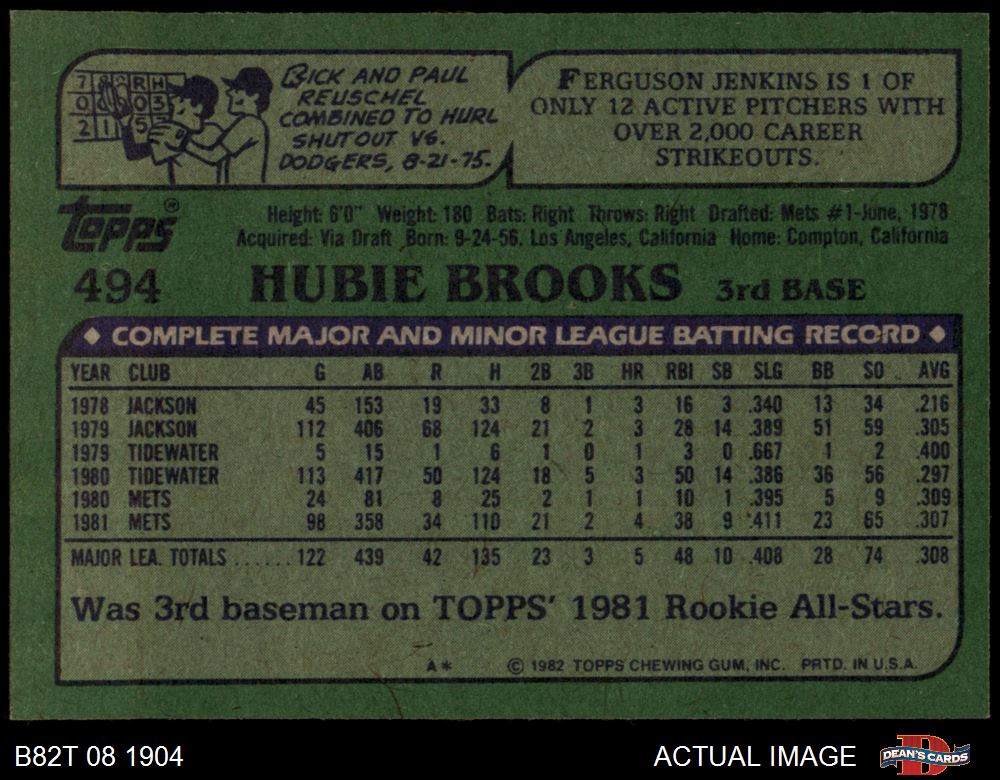 7 8 9 R H
0 0 0 0 3
2 1 5
RICK AND PAUL
REUSCHEL
COMBINED TO HURL
SHUTOUT VS.
DODGERS, 8-21-75.
FERGUSON JENKINS IS 1 OF
ONLY 12 ACTIVE PITCHERS WITH
OVER 2,000 CAREER
STRIKEOUTS.
topps
Height: 6'0" Weight: 180 Bats: Right Throws: Right Drafted: Mets #1-June, 1978
Acquired: Via Draft Born: 9-24-56, Los Angeles, California Home: Compton, California
494 HUBIE BROOKS 3rd BASE
◆ COMPLETE MAJOR AND MINOR LEAGUE BATTING RECORD ◆
YEAR CLUB G AB R H 2B 3B HR RBI SB SLG BB SO AVG
1978 JACKSON 45 153 19 33 8 1 3 16 3 .340 13 34 .216
1979 JACKSON 112 406 68 124 21 2 3 28 14 .389 51 59 .305
1979 TIDEWATER 5 15 1 6 1 0 1 3 0 .667 1 2 .400
1980 TIDEWATER 113 417 50 124 18 5 3 50 14 .386 36 56 .297
1980 METS 24 81 8 25 2 1 1 10 1 .395 5 9 .309
1981 METS 98 358 34 110 21 2 4 38 9 .411 23 65 .307
MAJOR LEA. TOTALS ...... 122 439 42 135 23 3 5 48 10 .408 28 74 .308
Was 3rd baseman on TOPPS' 1981 Rookie All-Stars.
A* © 1982 TOPPS CHEWING GUM, INC. PRTD. IN U.S.A.
B82T 08 1904 ACTUAL IMAGE DEAN'S CARDS